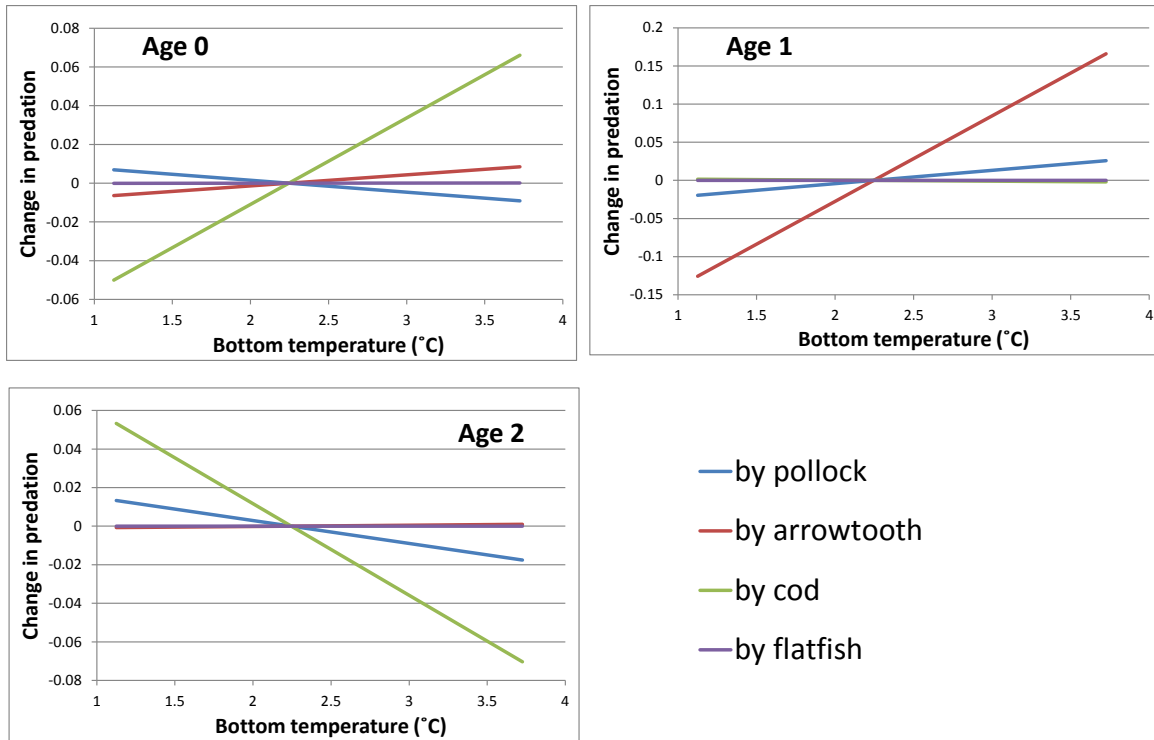 Age 0
Change in predation
0.08
0.06
0.04
0.02
0
-0.02
-0.04
-0.06
1 1.5 2 2.5 3 3.5 4
Bottom temperature (˚C)
Age 1
Change in predation
0.2
0.15
0.1
0.05
0
-0.05
-0.1
-0.15
1 1.5 2 2.5 3 3.5 4
Bottom temperature (˚C)
Age 2
Change in predation
0.06
0.04
0.02
0
-0.02
-0.04
-0.06
-0.08
1 1.5 2 2.5 3 3.5 4
Bottom temperature (˚C)
by pollock
by arrowtooth
by cod
by flatfish